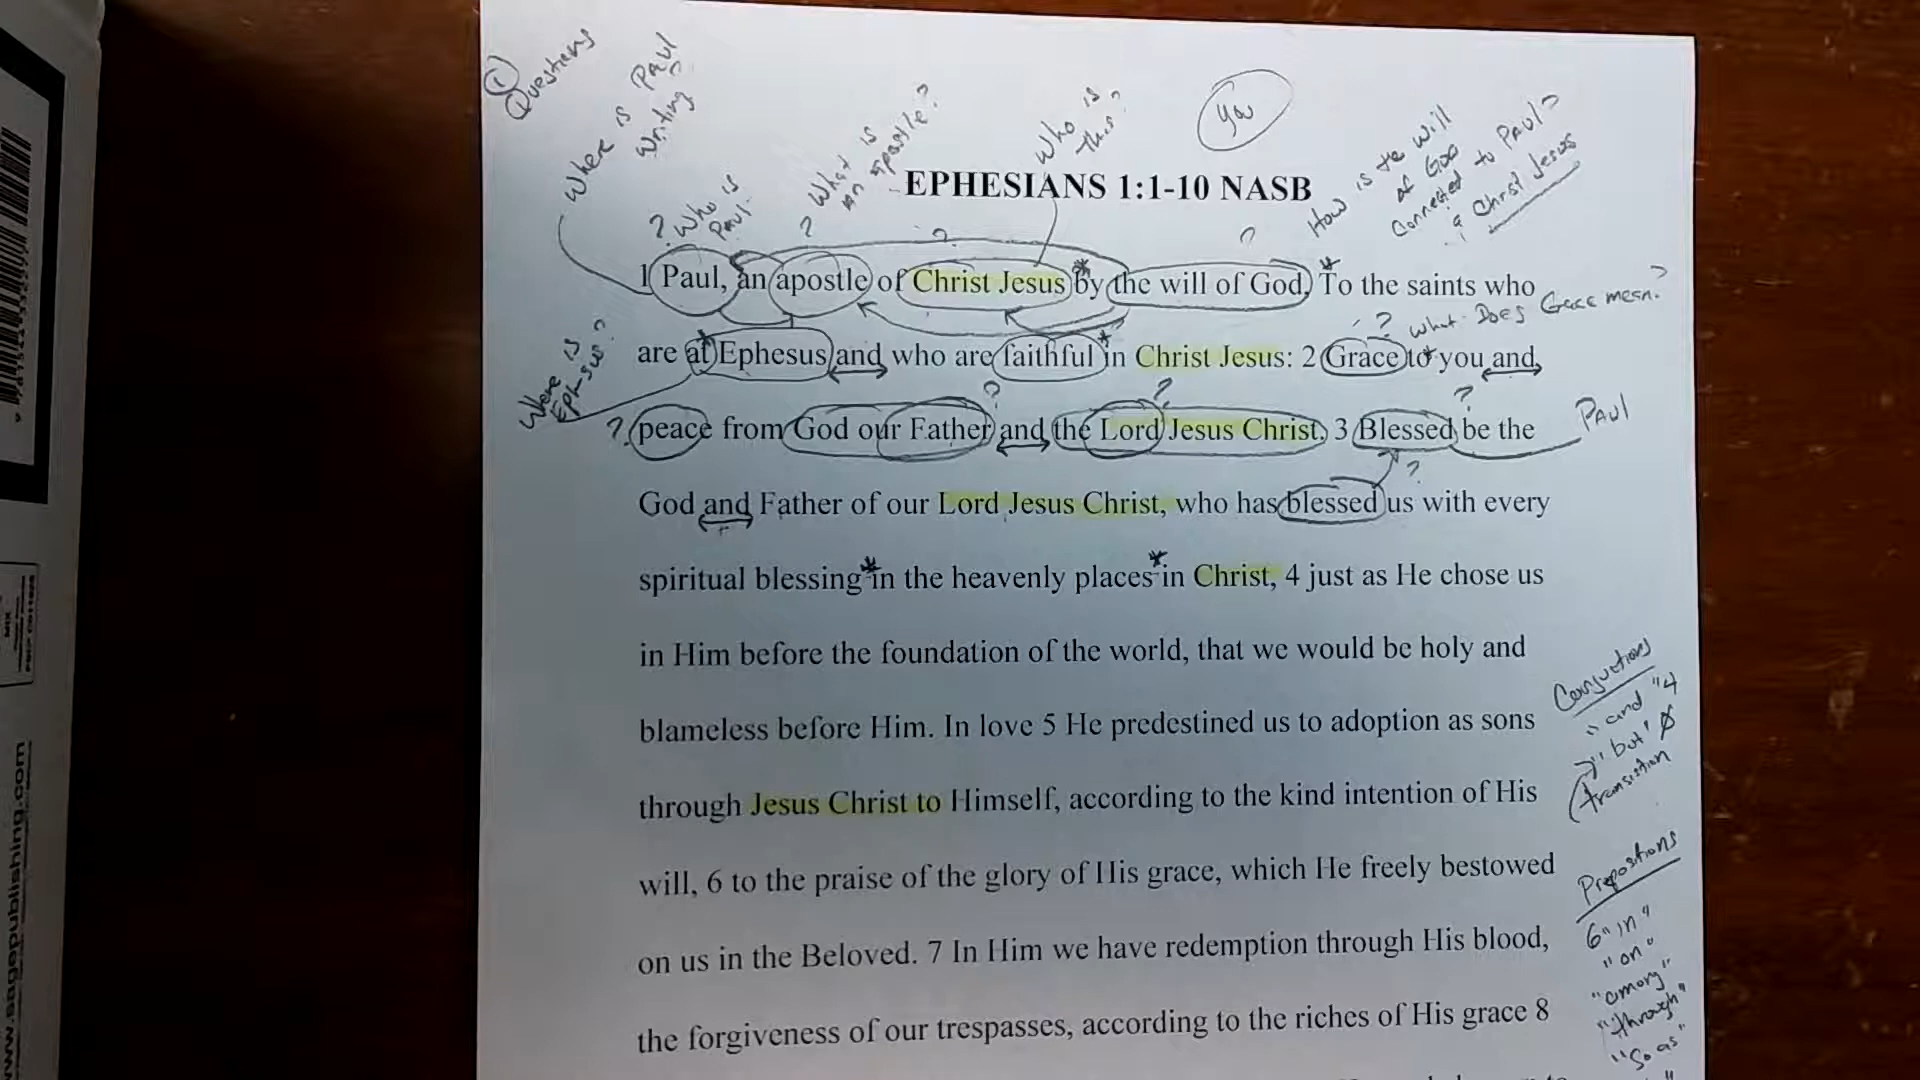 ① Questions
Where is Paul writing
? Who is Paul-
? What is an apostle?
Who is this?
You
How is the will of God Connected to Paul? & Christ Jesus
EPHESIANS 1:1-10 NASB
1 Paul, an apostle of Christ Jesus by the will of God, To the saints who
? What Does Grace mean?
are at Ephesus and who are faithful in Christ Jesus: 2 Grace to you and
Where is Ephesus?
peace from God our Father and the Lord Jesus Christ. 3 Blessed be the
Paul
God and Father of our Lord Jesus Christ, who has blessed us with every
spiritual blessing in the heavenly places in Christ, 4 just as He chose us
in Him before the foundation of the world, that we would be holy and
blameless before Him. In love 5 He predestined us to adoption as sons
through Jesus Christ to Himself, according to the kind intention of His
will, 6 to the praise of the glory of His grace, which He freely bestowed
on us in the Beloved. 7 In Him we have redemption through His blood,
the forgiveness of our trespasses, according to the riches of His grace 8
Conjuctions
"and" 4
"but" Ø
transistion
Prepositions
6 "in"
"on"
"among"
"through"
"So as"
www.sagepublishing.com
MIX